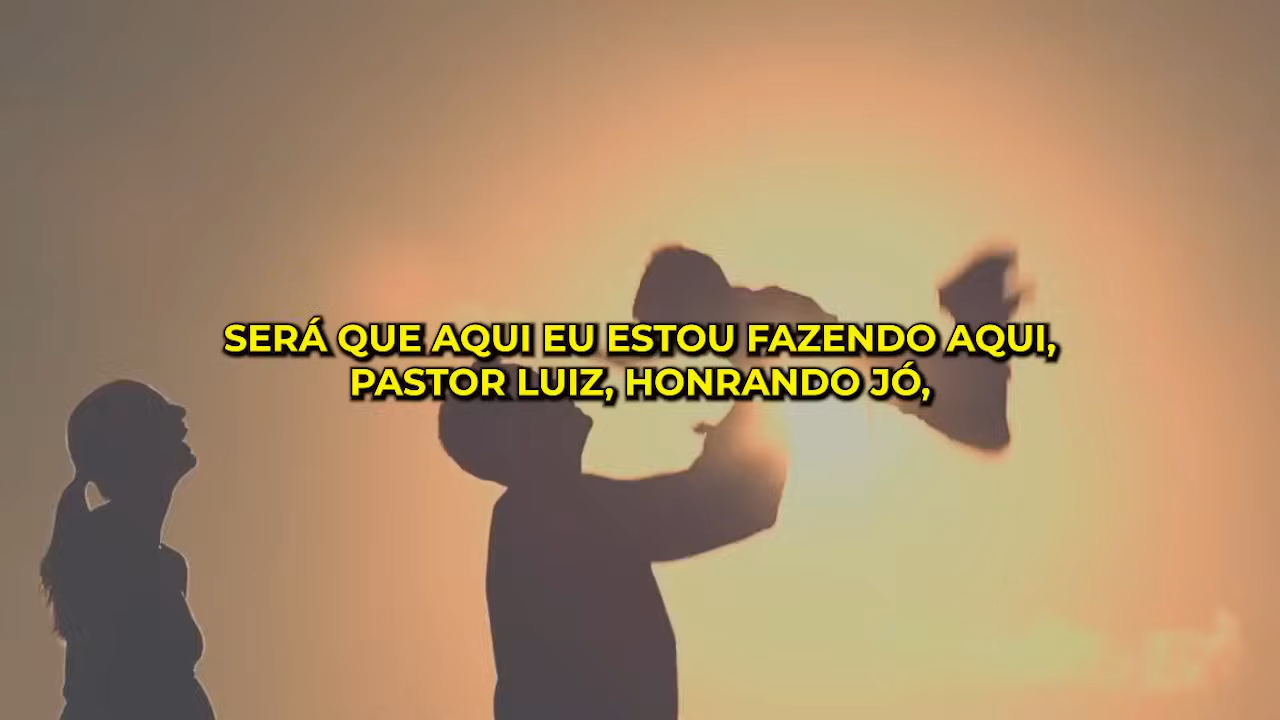 SERÁ QUE AQUI EU ESTOU FAZENDO AQUI,
PASTOR LUIZ, HONRANDO JÓ,